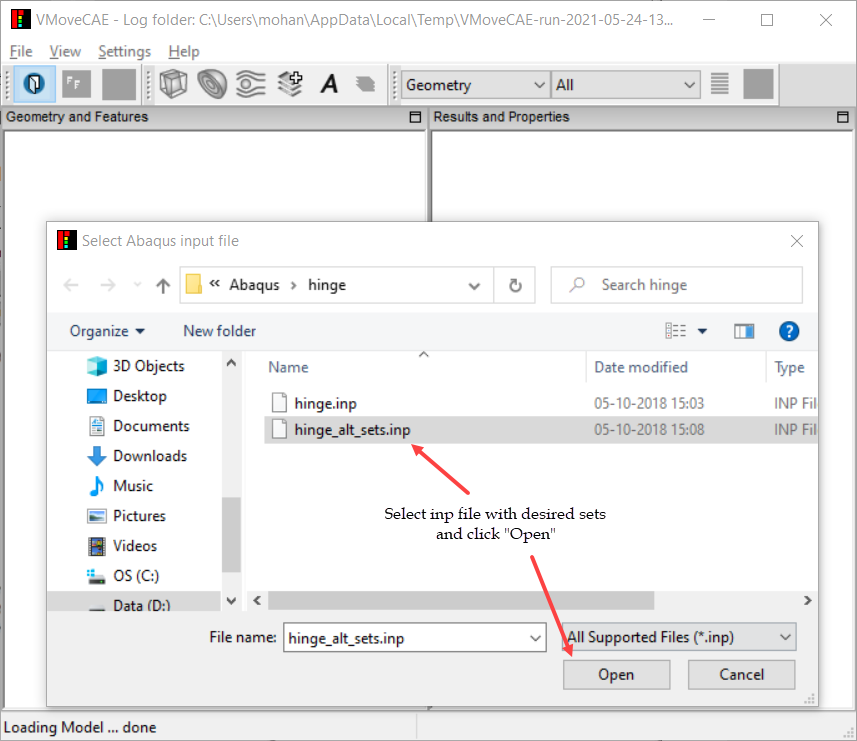 VMoveCAE - Log folder: C:\Users\mohan\AppData\Local\Temp\VMoveCAE-run-2021-05-24-13...
File View Settings Help
FF A Geometry All
Geometry and Features Results and Properties
Select Abaqus input file
« Abaqus › hinge Search hinge
Organize New folder ?
Name Date modified Type
3D Objects
hinge.inp 05-10-2018 15:03 INP Fil
Desktop
hinge_alt_sets.inp 05-10-2018 15:08 INP Fil
Documents
Downloads
Music
Pictures
Videos
OS (C:)
Data (D:)
Select inp file with desired sets
and click "Open"
File name: hinge_alt_sets.inp All Supported Files (*.inp)
Open Cancel
Loading Model ... done